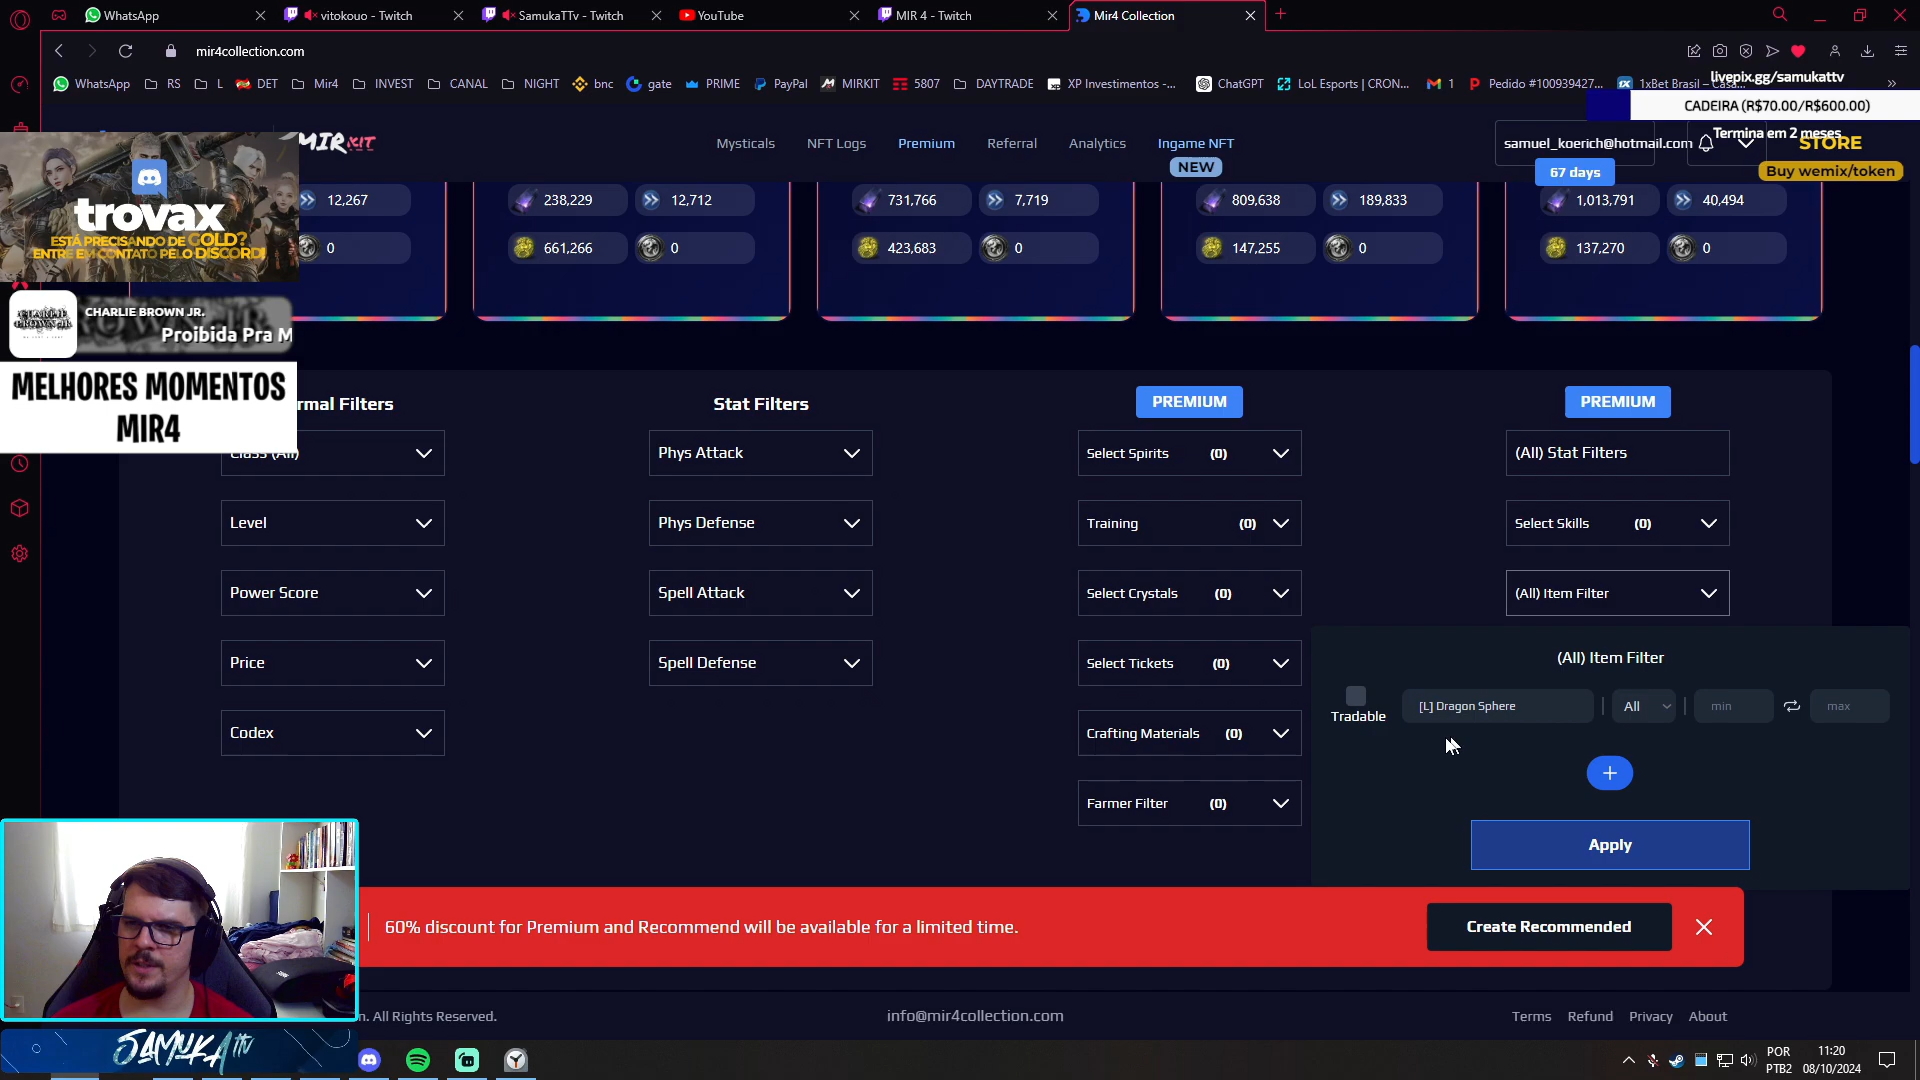 WhatsApp
vitokouo - Twitch
SamukaTTv - Twitch
YouTube
MIR 4 - Twitch
Mir4 Collection
mir4collection.com
WhatsApp
RS
L
DET
Mir4
INVEST
CANAL
NIGHT
bnc
gate
PRIME
PayPal
MIRKIT
5807
DAYTRADE
XP Investimentos -...
ChatGPT
LoL Esports | CRON...
1
Pedido #100939427...
1xBet Brasil – Casa...
livepix.gg/samukattv
CADEIRA (R$70.00/R$600.00)
Termina em 2 meses
MIRKIT
Mysticals
NFT Logs
Premium
Referral
Analytics
Ingame NFT
NEW
samuel_koerich@hotmail.com
67 days
STORE
Buy wemix/token
trovax
ESTÁ PRECISANDO DE GOLD?
ENTRE EM CONTATO PELO DISCORD!
12,267
238,229
12,712
731,766
7,719
809,638
189,833
1,013,791
40,494
0
661,266
0
423,683
0
147,255
0
137,270
0
CHARLIE BROWN JR.
Proibida Pra M
MELHORES MOMENTOS
MIR4
rmal Filters
Stat Filters
PREMIUM
PREMIUM
Class (All)
Phys Attack
Select Spirits (0)
(All) Stat Filters
Level
Phys Defense
Training (0)
Select Skills (0)
Power Score
Spell Attack
Select Crystals (0)
(All) Item Filter
Price
Spell Defense
Select Tickets (0)
Codex
Crafting Materials (0)
Farmer Filter (0)
(All) Item Filter
Tradable
[L] Dragon Sphere
All
min
max
+
Apply
60% discount for Premium and Recommend will be available for a limited time.
Create Recommended
n. All Rights Reserved.
info@mir4collection.com
Terms
Refund
Privacy
About
SAMUKATTV
POR
PTB2
11:20
08/10/2024